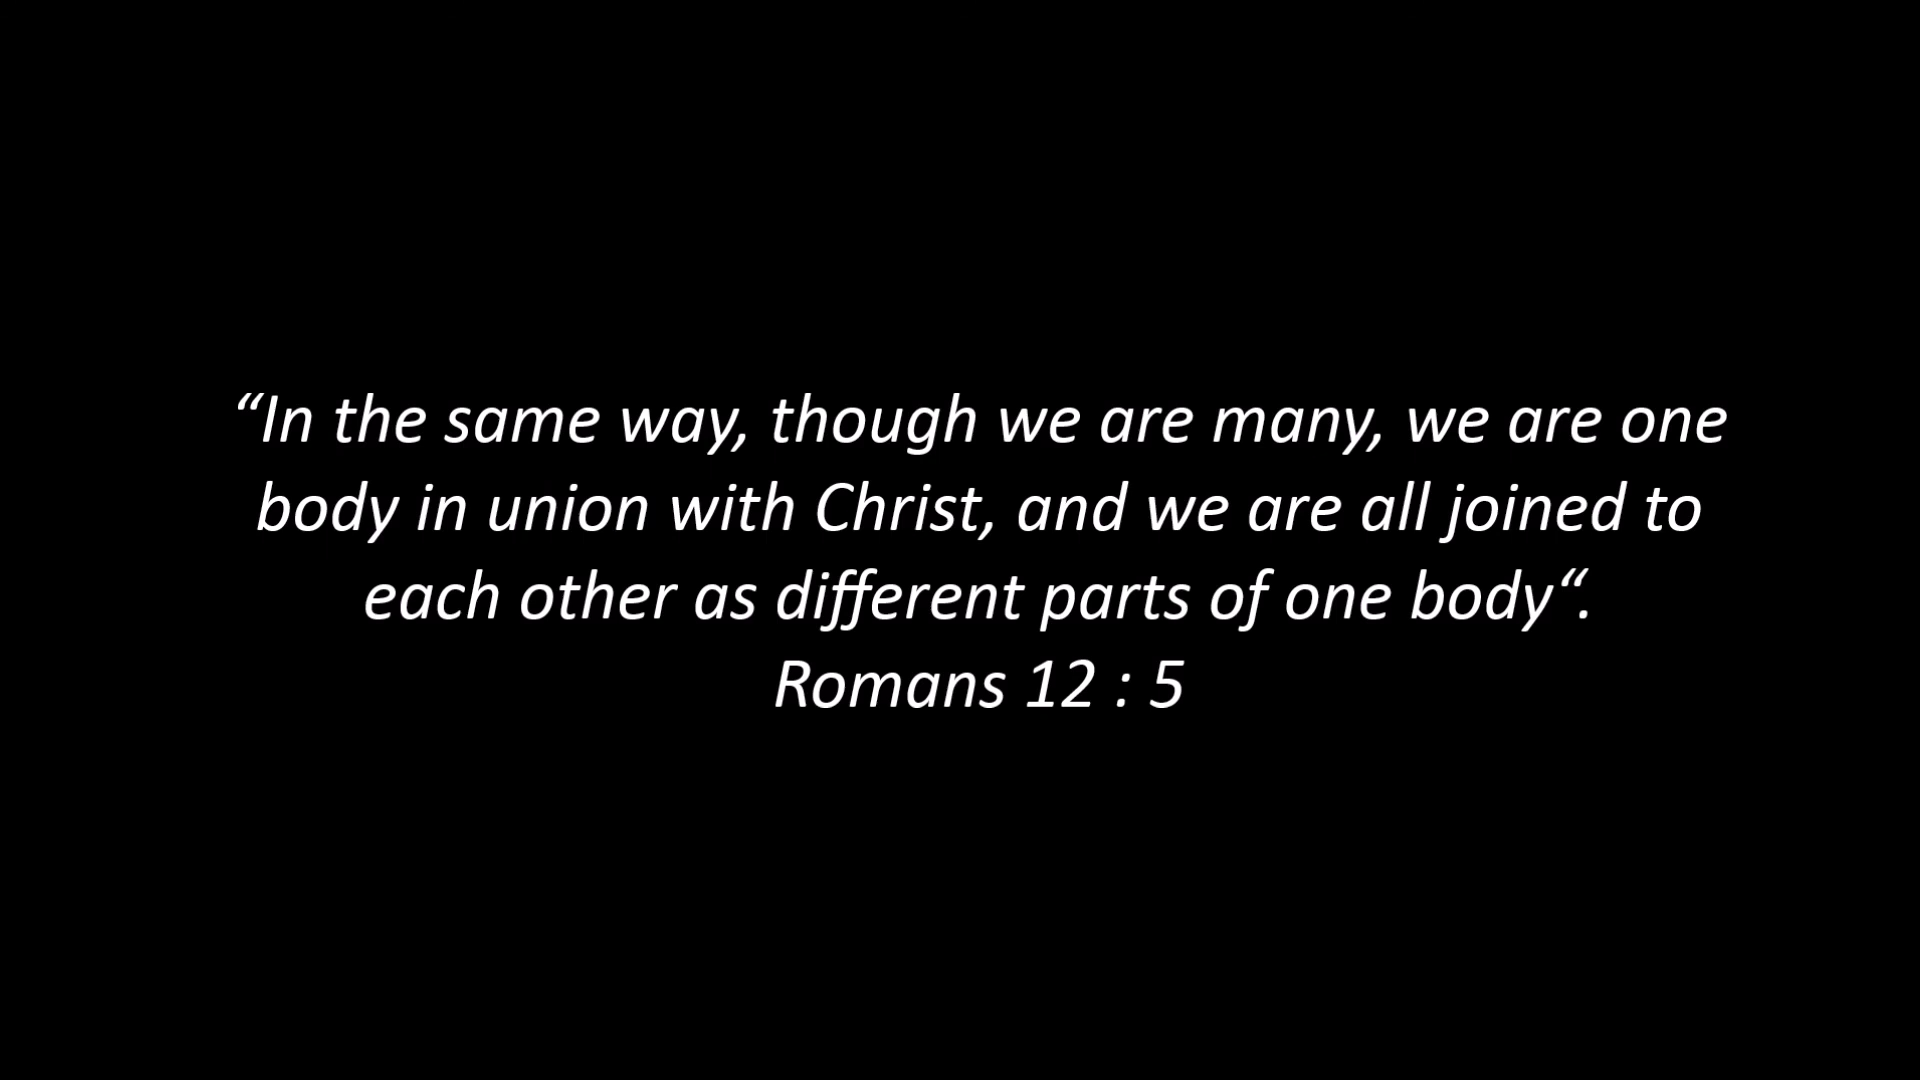 “In the same way, though we are many, we are one
body in union with Christ, and we are all joined to
each other as different parts of one body“.
Romans 12 : 5